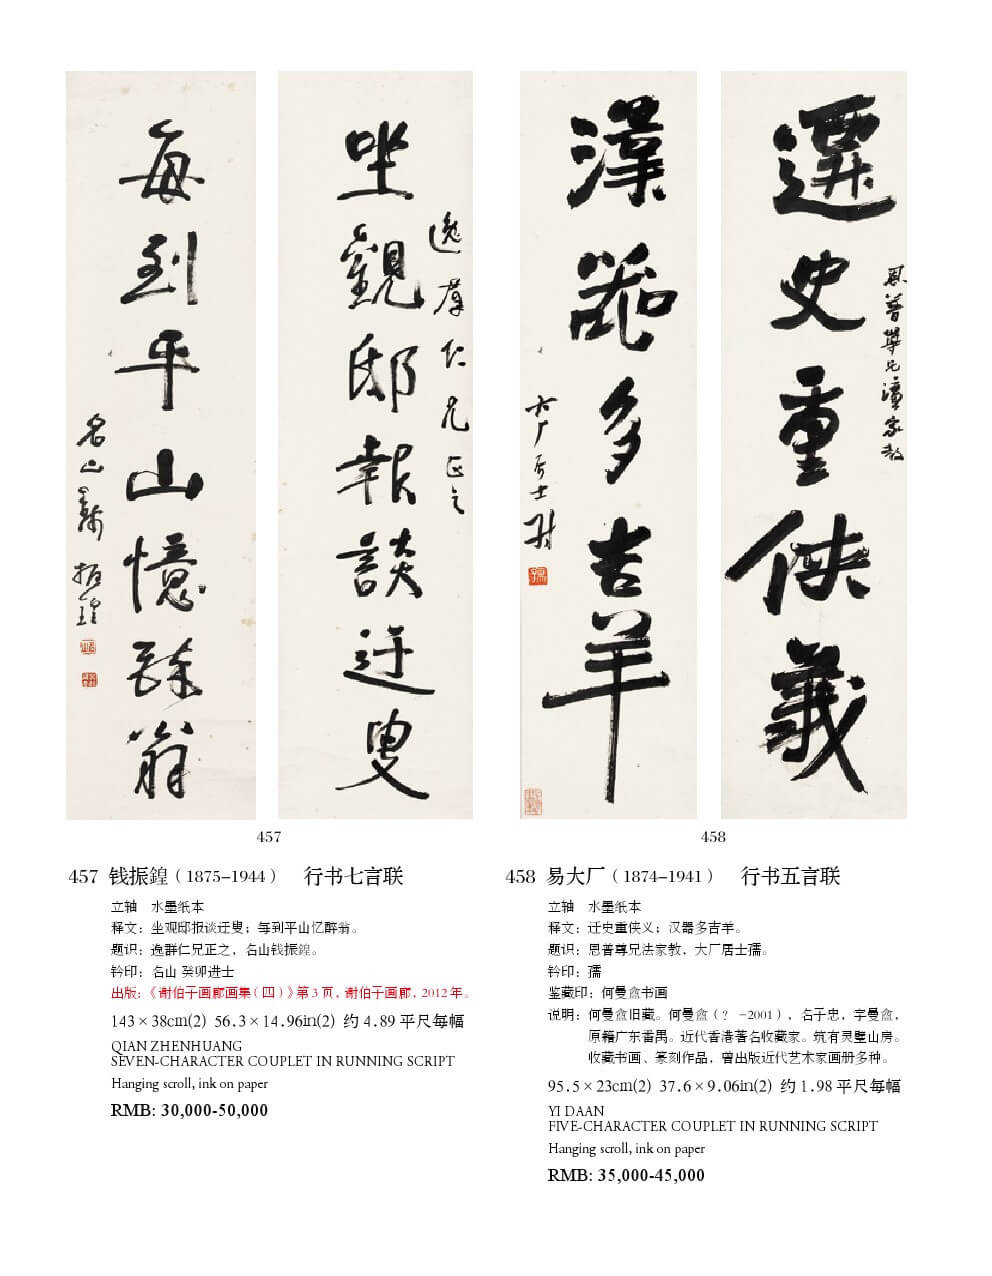 坐觀邸報談迂叟
逸群仁兄正之
每到平山憶醉翁
名山錢振鍠
遷史重俠義
思普尊兄法家教
漢器多吉羊
大厂居士孺
457
458
457 钱振鍠（1875-1944） 行书七言联
立轴 水墨纸本
释文：坐观邸报谈迂叟；每到平山忆醉翁。
题识：逸群仁兄正之，名山钱振鍠。
钤印：名山 癸卯进士
出版：《谢伯子画廊画集（四）》第3页，谢伯子画廊，2012年。
143×38cm(2) 56.3×14.96in(2) 约4.89平尺每幅
QIAN ZHENHUANG
SEVEN-CHARACTER COUPLET IN RUNNING SCRIPT
Hanging scroll, ink on paper
RMB: 30,000-50,000
458 易大厂（1874-1941） 行书五言联
立轴 水墨纸本
释文：迁史重侠义；汉器多吉羊。
题识：思普尊兄法家教，大厂居士孺。
钤印：孺
鉴藏印：何曼盦书画
说明：何曼盦旧藏。何曼盦（？-2001），名子忠，字曼盦，
原籍广东番禺。近代香港著名收藏家。筑有灵璧山房。
收藏书画、篆刻作品，曾出版近代艺术家画册多种。
95.5×23cm(2) 37.6×9.06in(2) 约1.98平尺每幅
YI DAAN
FIVE-CHARACTER COUPLET IN RUNNING SCRIPT
Hanging scroll, ink on paper
RMB: 35,000-45,000